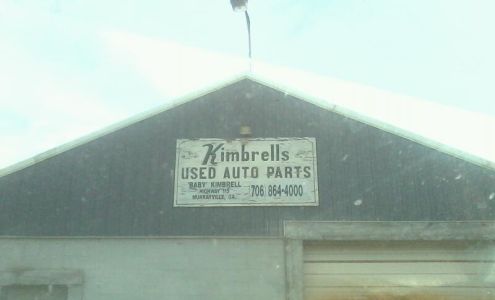 Kimbrells
USED AUTO PARTS
'BABY' KIMBRELL
HIGHWAY 115
MURRAYVILLE, GA.
706 864-4000